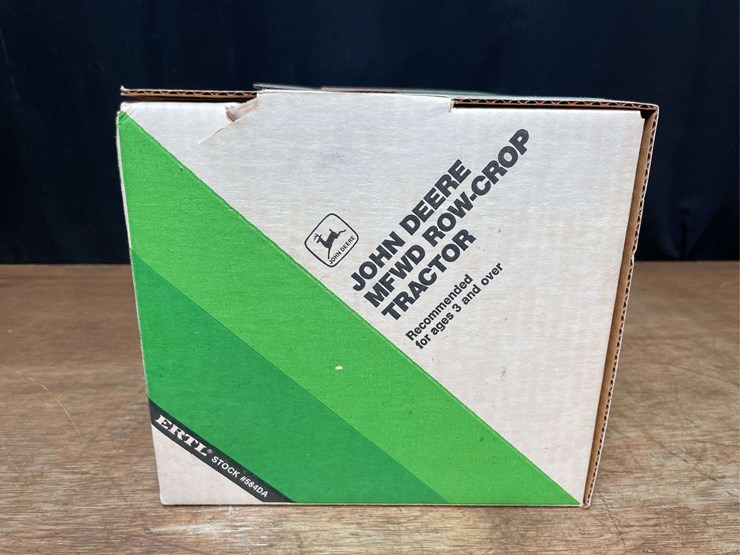 JOHN DEERE
JOHN DEERE
MFWD ROW-CROP
TRACTOR
Recommended
for ages 3 and over
ERTL® STOCK #584DA